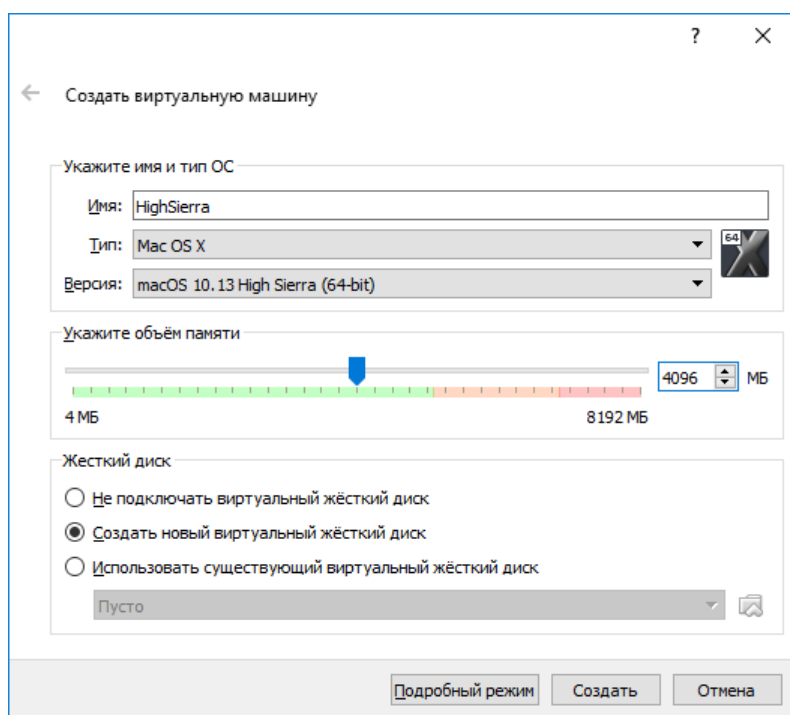 ?
Создать виртуальную машину
Укажите имя и тип ОС
Имя: HighSierra
Тип: Mac OS X
64
Версия: macOS 10.13 High Sierra (64-bit)
Укажите объём памяти
4096 МБ
4 МБ 8192 МБ
Жесткий диск
Не подключать виртуальный жёсткий диск
Создать новый виртуальный жёсткий диск
Использовать существующий виртуальный жёсткий диск
Пусто
Подробный режим Создать Отмена